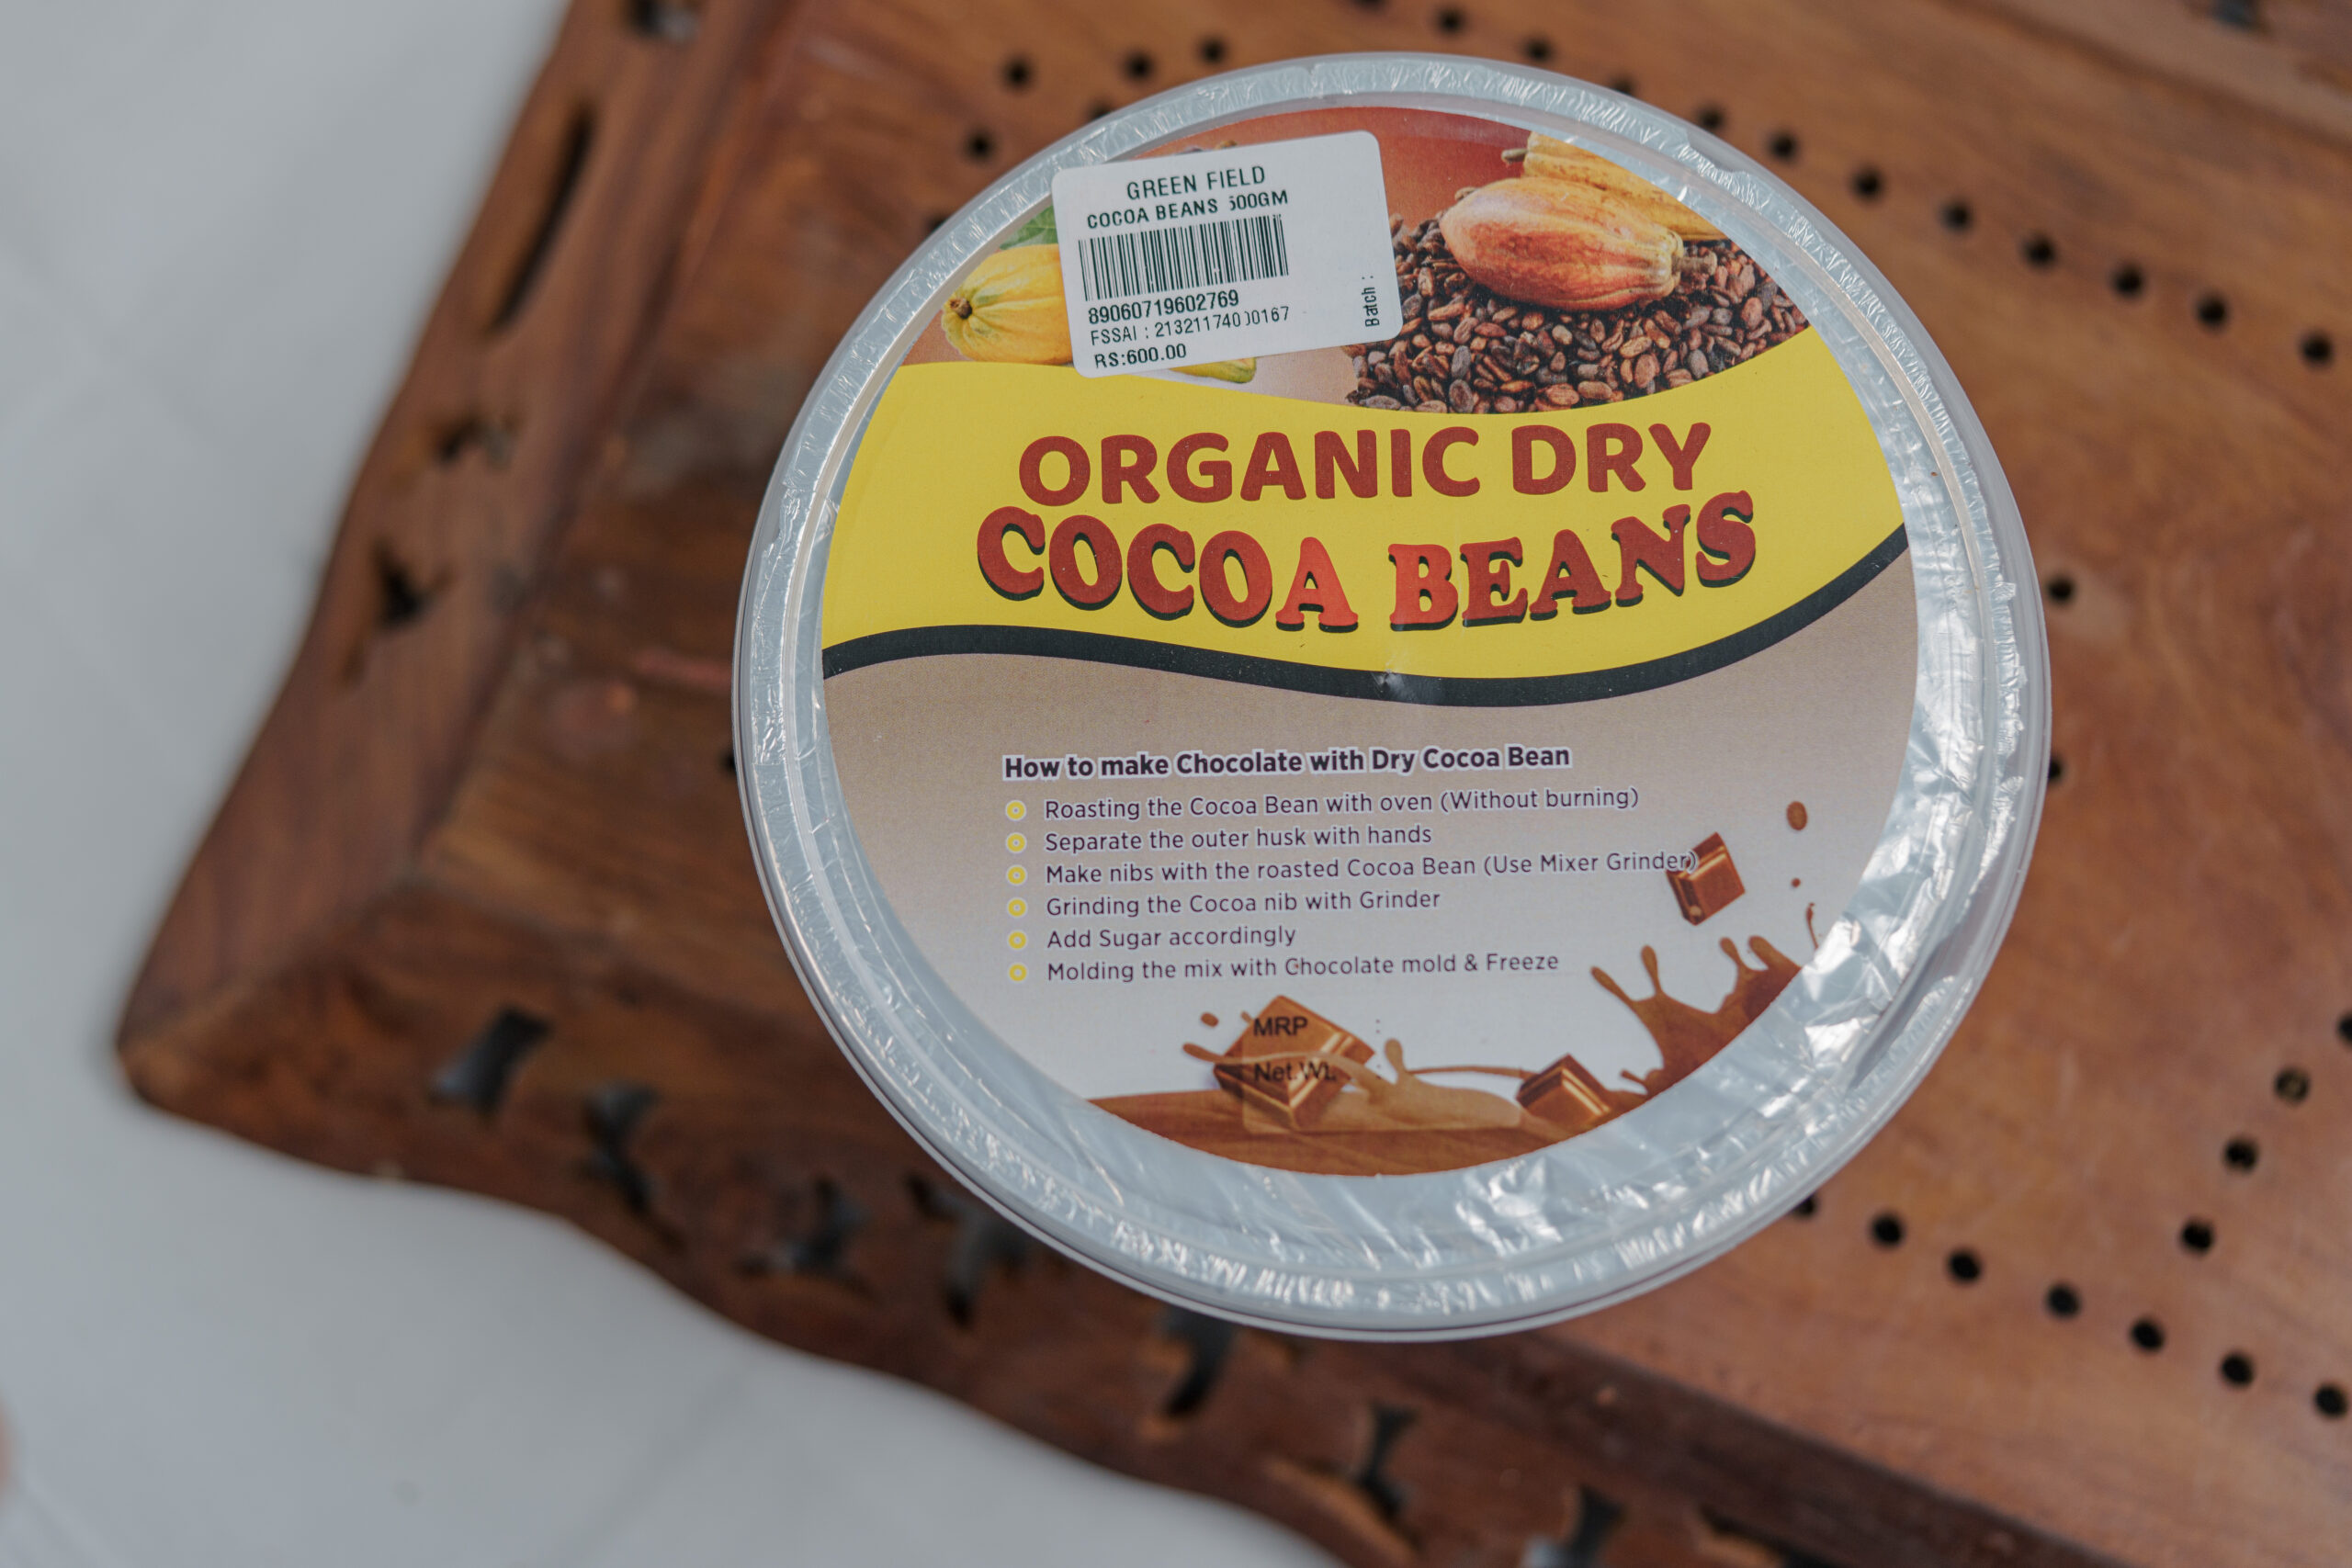 GREEN FIELD
COCOA BEANS 500GM
89060719602769
FSSAI : 21321174000167
RS:600.00
Batch :
ORGANIC DRY
COCOA BEANS
How to make Chocolate with Dry Cocoa Bean
Roasting the Cocoa Bean with oven (Without burning)
Separate the outer husk with hands
Make nibs with the roasted Cocoa Bean (Use Mixer Grinder)
Grinding the Cocoa nib with Grinder
Add Sugar accordingly
Molding the mix with Chocolate mold & Freeze
MRP :
Net.Wt. :